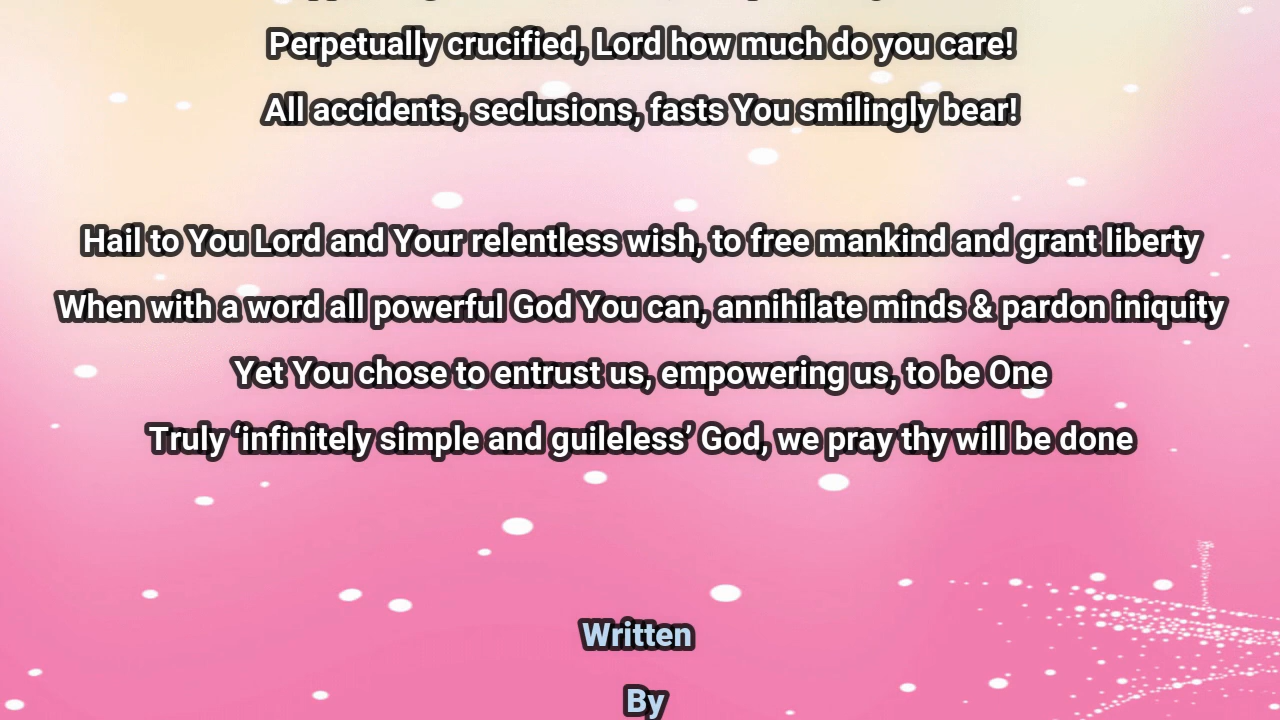 Perpetually crucified, Lord how much do you care!
All accidents, seclusions, fasts You smilingly bear!
Hail to You Lord and Your relentless wish, to free mankind and grant liberty
When with a word all powerful God You can, annihilate minds & pardon iniquity
Yet You chose to entrust us, empowering us, to be One
Truly ‘infinitely simple and guileless’ God, we pray thy will be done
Written
By